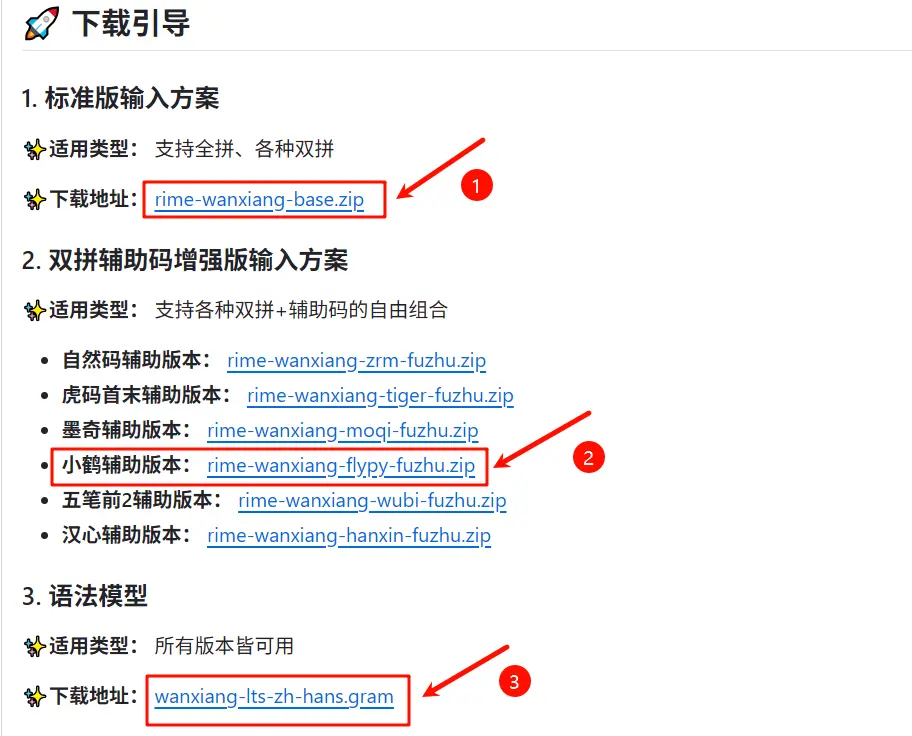 🚀 下载引导
1. 标准版输入方案
✨适用类型： 支持全拼、各种双拼
✨下载地址：rime-wanxiang-base.zip
1
2. 双拼辅助码增强版输入方案
✨适用类型： 支持各种双拼+辅助码的自由组合
• 自然码辅助版本： rime-wanxiang-zrm-fuzhu.zip
• 虎码首末辅助版本： rime-wanxiang-tiger-fuzhu.zip
• 墨奇辅助版本： rime-wanxiang-moqi-fuzhu.zip
• 小鹤辅助版本： rime-wanxiang-flypy-fuzhu.zip
2
• 五笔前2辅助版本： rime-wanxiang-wubi-fuzhu.zip
• 汉心辅助版本： rime-wanxiang-hanxin-fuzhu.zip
3. 语法模型
✨适用类型： 所有版本皆可用
✨下载地址：wanxiang-lts-zh-hans.gram
3